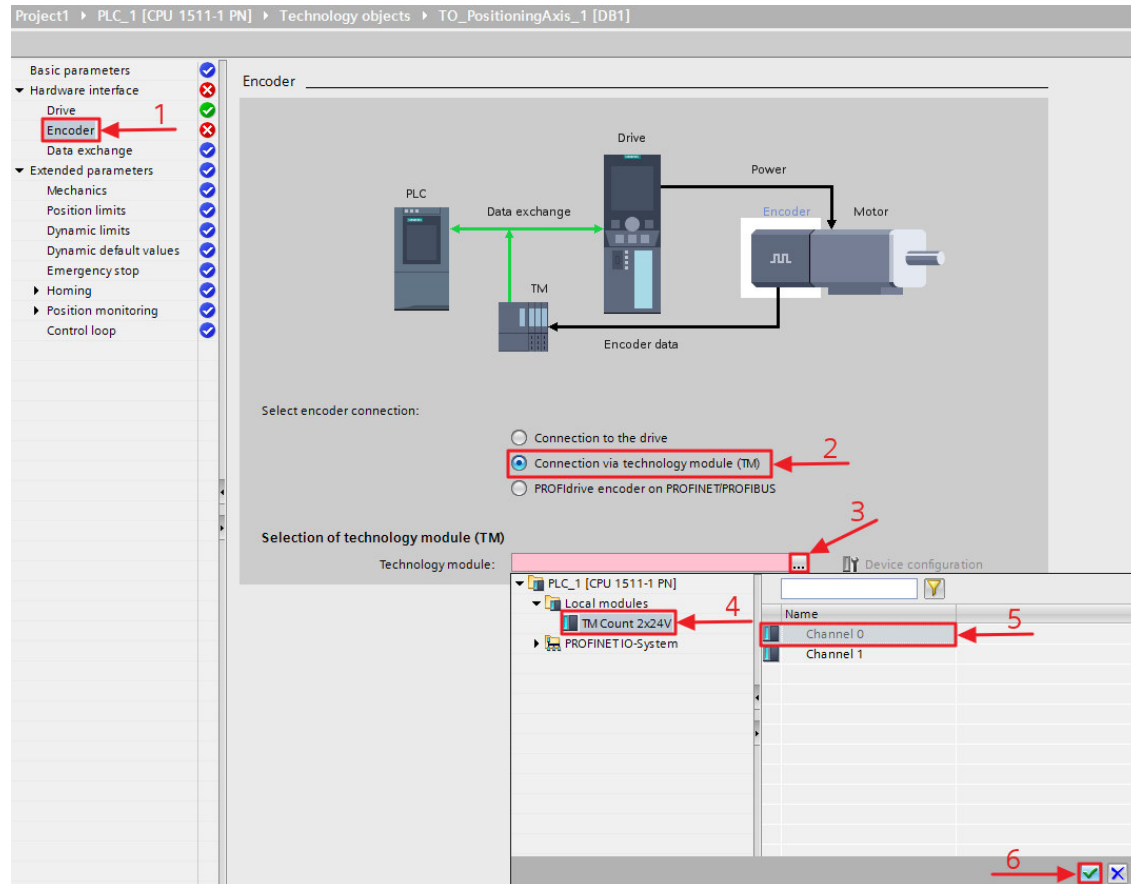 Project1 ▸ PLC_1 [CPU 1511-1 PN] ▸ Technology objects ▸ TO_PositioningAxis_1 [DB1]
Basic parameters
Hardware interface
Drive
1
Encoder
Data exchange
Extended parameters
Mechanics
Position limits
Dynamic limits
Dynamic default values
Emergency stop
Homing
Position monitoring
Control loop
Encoder
Drive
Power
PLC
Data exchange
Encoder
Motor
TM
Encoder data
Select encoder connection:
Connection to the drive
Connection via technology module (TM)
2
PROFIdrive encoder on PROFINET/PROFIBUS
3
Selection of technology module (TM)
Technology module:
...
Device configuration
PLC_1 [CPU 1511-1 PN]
Local modules
4
TM Count 2x24V
PROFINET IO-System
Name
5
Channel 0
Channel 1
6